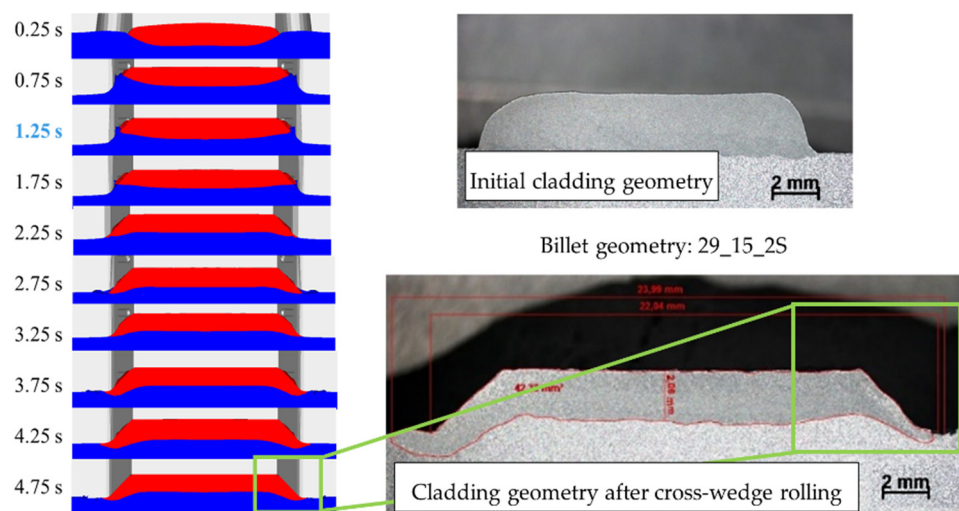 0.25 s
0.75 s
1.25 s
1.75 s
2.25 s
2.75 s
3.25 s
3.75 s
4.25 s
4.75 s
Initial cladding geometry
2 mm
Billet geometry: 29_15_2S
23,99 mm
22,04 mm
2,08 mm
Cladding geometry after cross-wedge rolling
2 mm